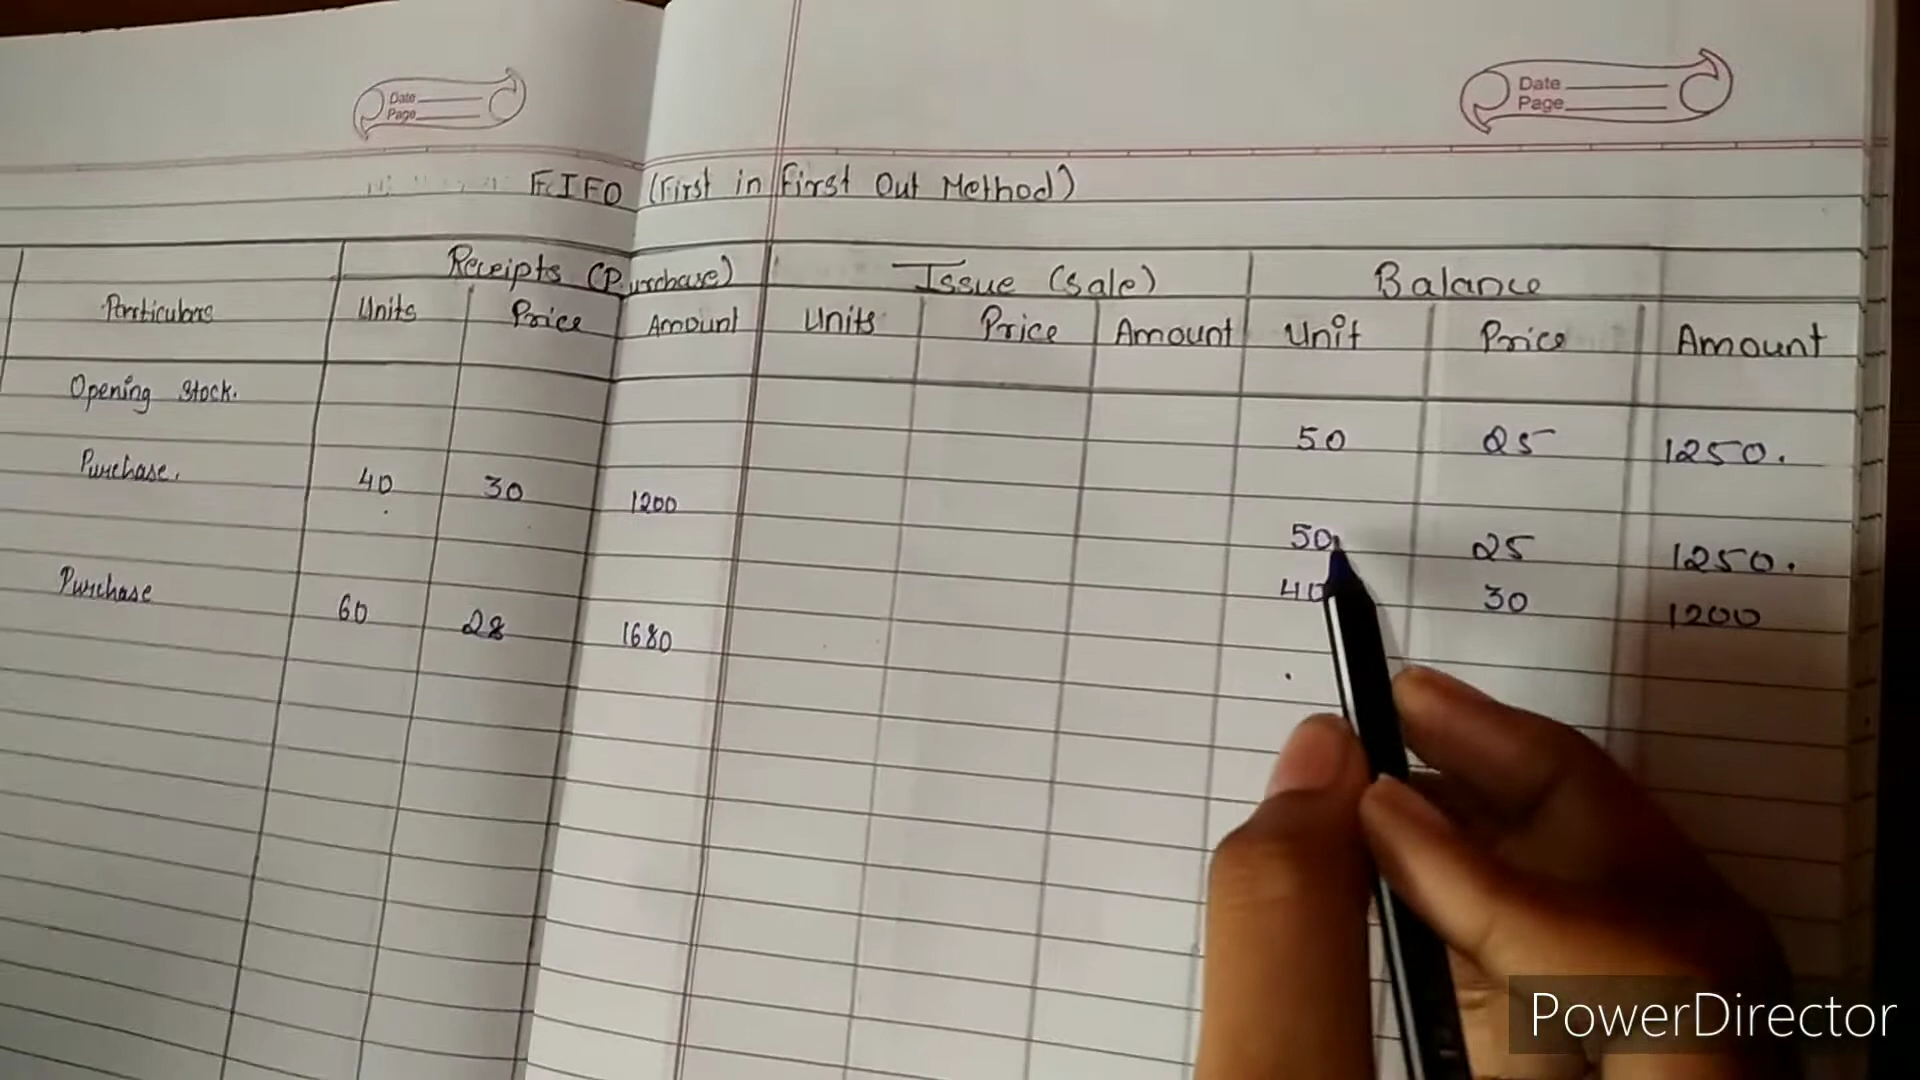 Date
Page
Date
Page
FIFO (First in First Out Method)
Receipts (Purchase) Issue (Sale) Balance
Particulars Units Price Amount Units Price Amount Unit Price Amount
Opening Stock.
50 25 1250.
Purchase. 40 30 1200
50 25 1250.
40 30 1200
Purchase 60 28 1680
PowerDirector